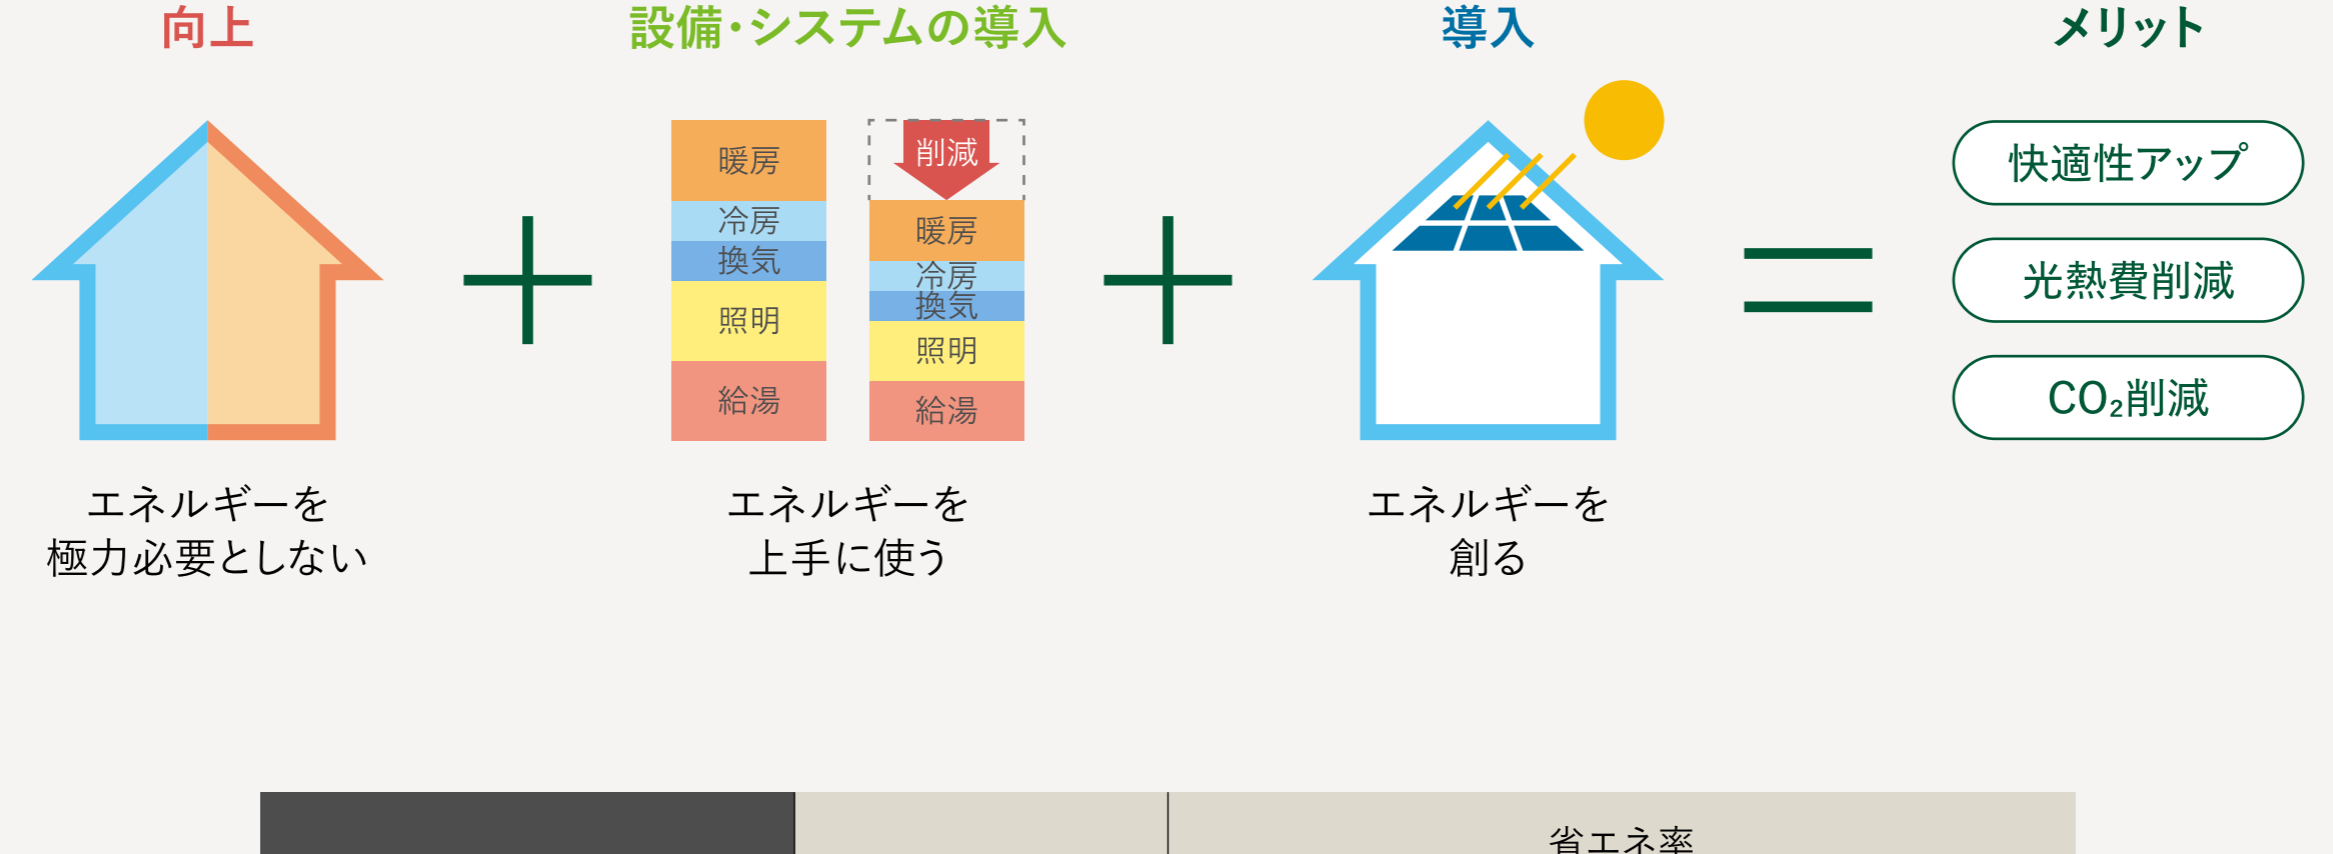 向上
設備・システムの導入
導入
メリット
暖房
冷房
換気
照明
給湯
削減
暖房
冷房
換気
照明
給湯
快適性アップ
光熱費削減
CO₂削減
エネルギーを
極力必要としない
エネルギーを
上手に使う
エネルギーを
創る
省エネ率